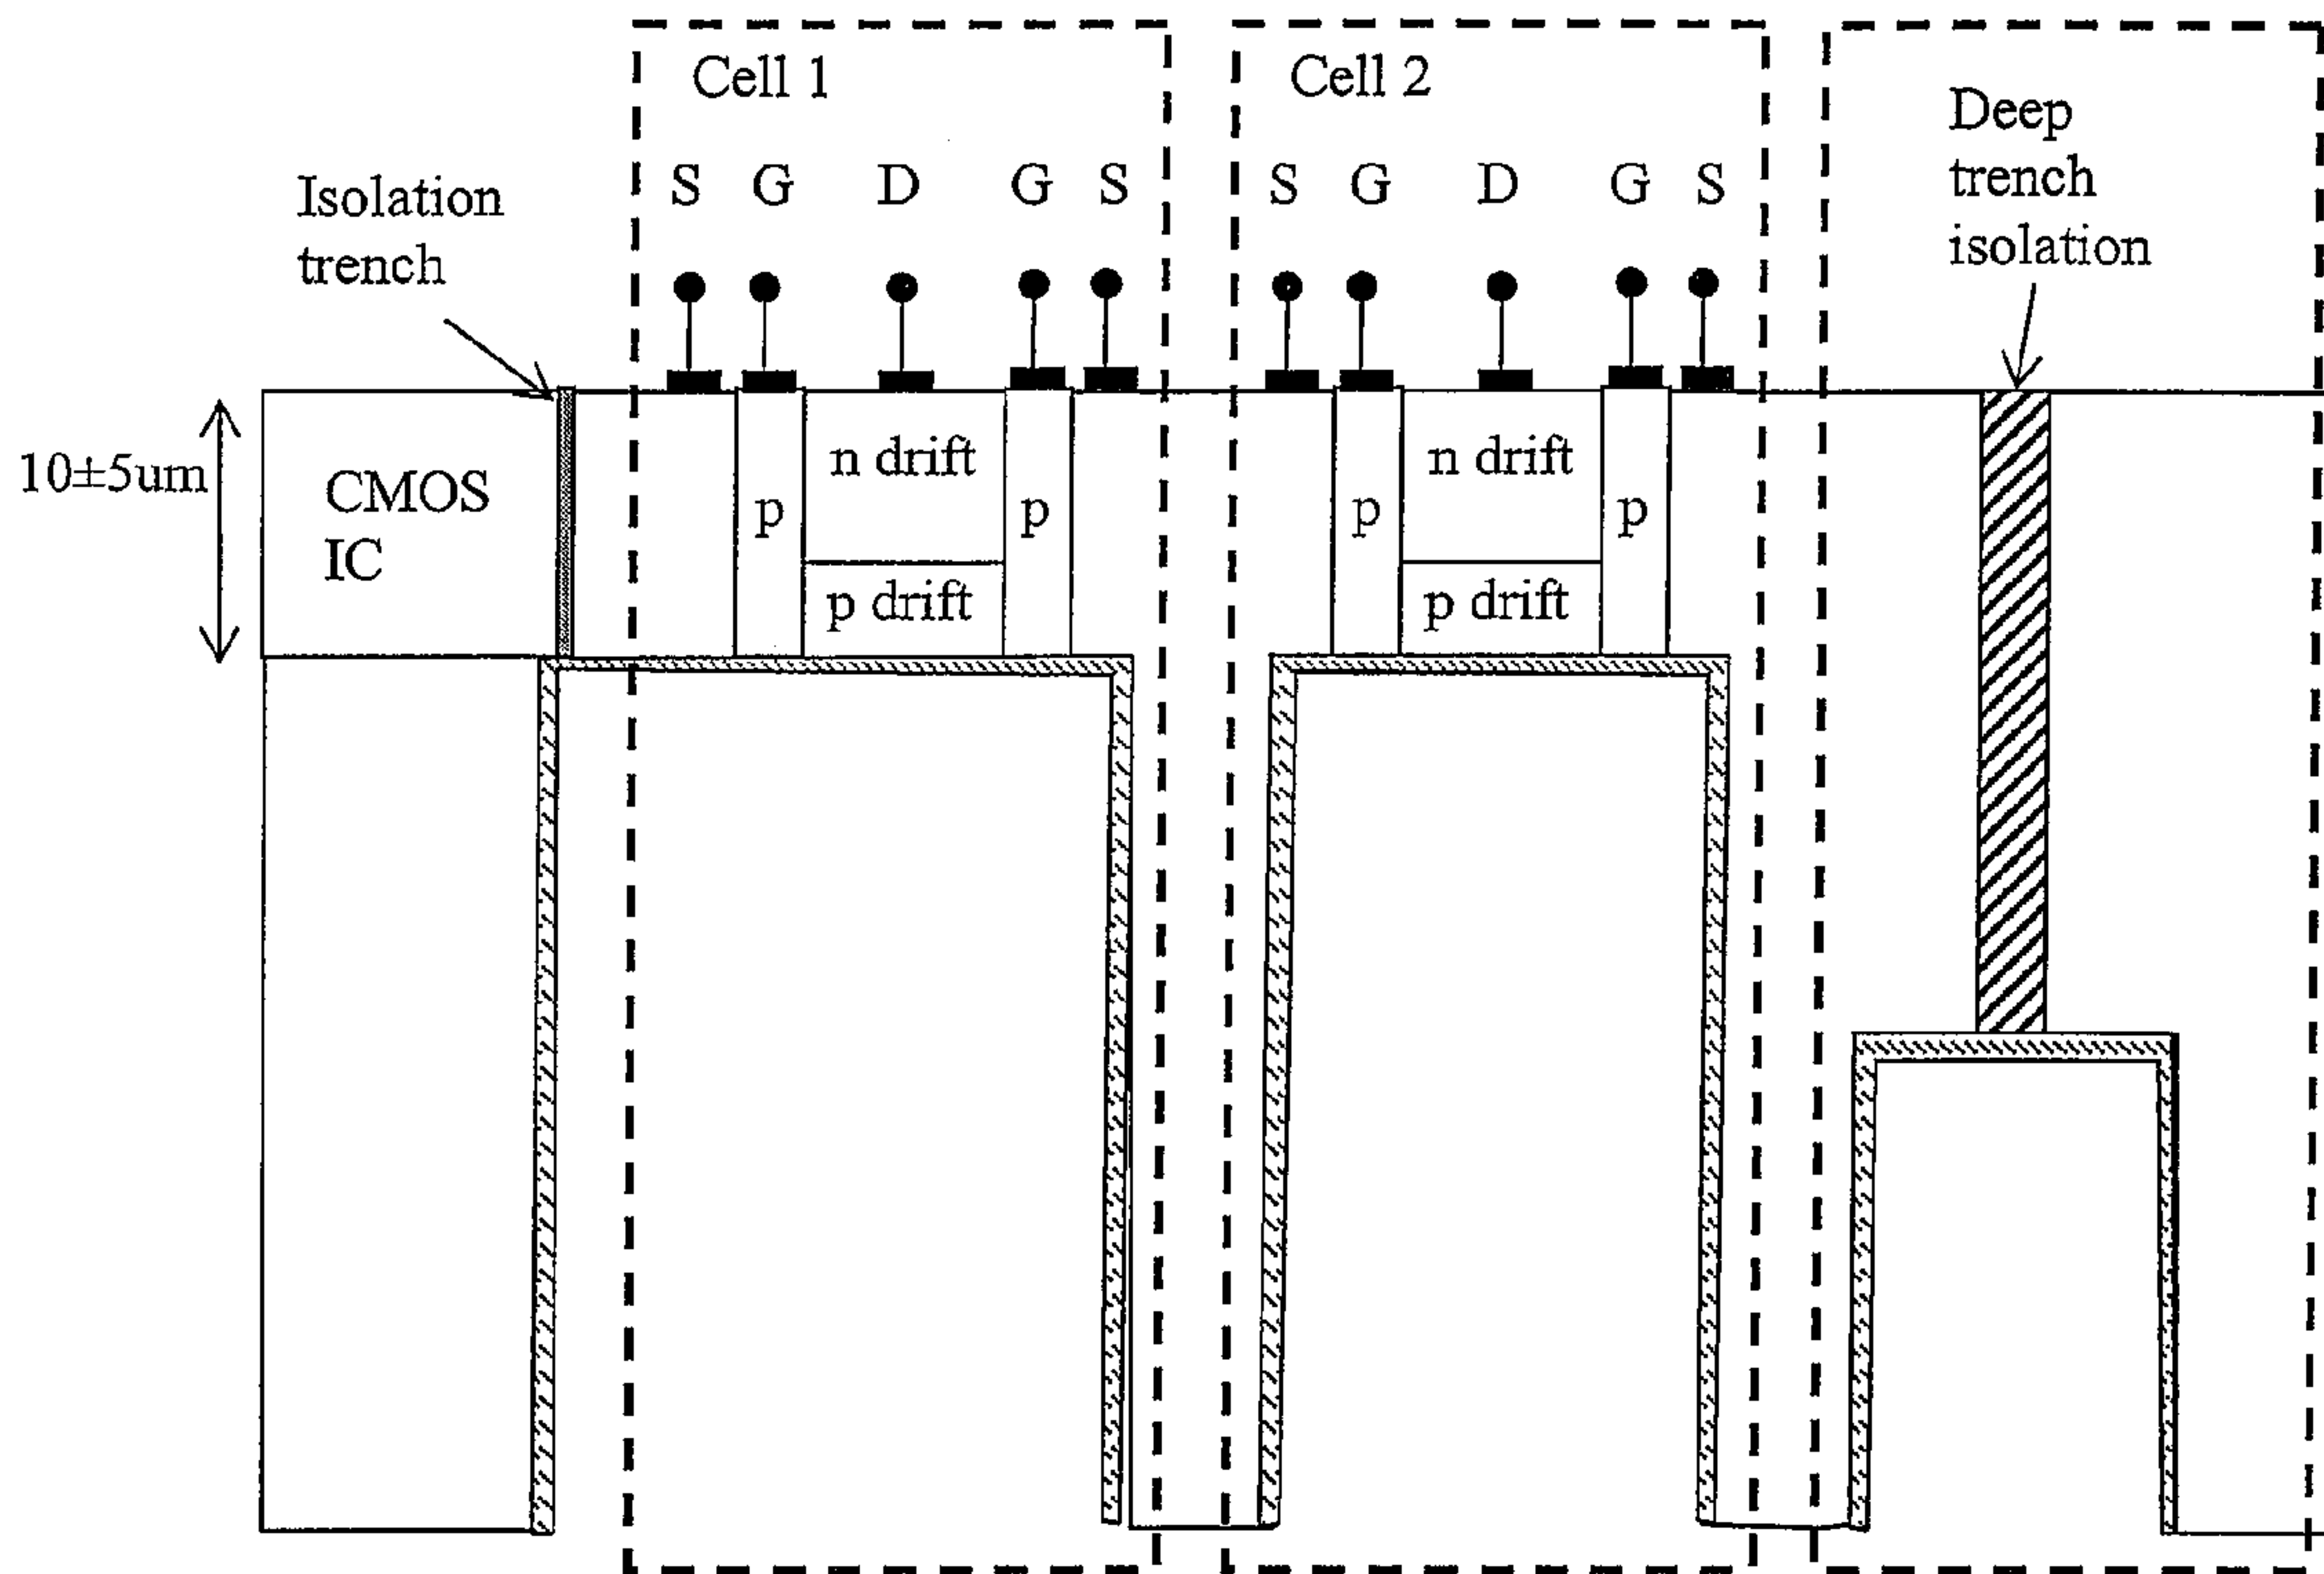 Cell 1
Cell 2
Deep
trench
isolation
S G D G S
S G D G S
Isolation
trench
10±5um
CMOS
IC
p
n drift
p
p drift
p
n drift
p
p drift